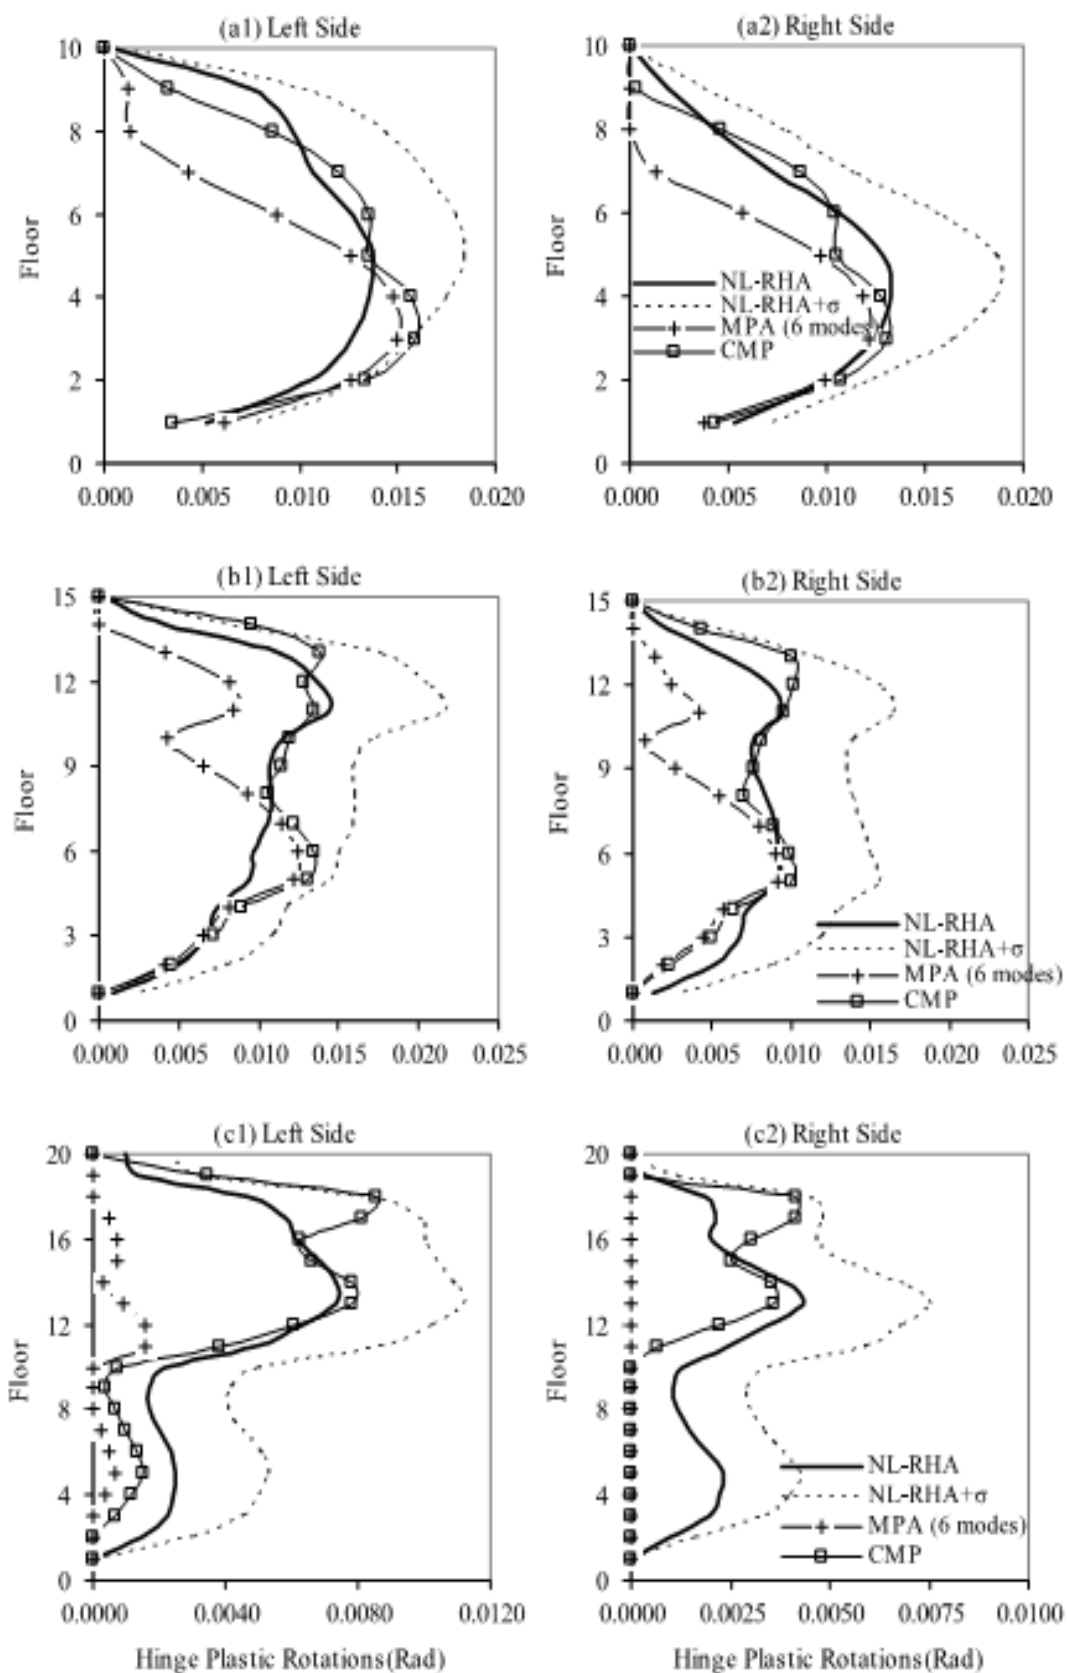 (a1) Left Side
10
8
6
4
2
0
Floor
0.000 0.005 0.010 0.015 0.020
(a2) Right Side
10
8
6
4
2
0
Floor
NL-RHA
NL-RHA+σ
MPA (6 modes)
CMP
0.000 0.005 0.010 0.015 0.020
(b1) Left Side
15
12
9
6
3
0
Floor
0.000 0.005 0.010 0.015 0.020 0.025
(b2) Right Side
15
12
9
6
3
0
Floor
NL-RHA
NL-RHA+σ
MPA (6 modes)
CMP
0.000 0.005 0.010 0.015 0.020 0.025
(c1) Left Side
20
16
12
8
4
0
Floor
0.0000 0.0040 0.0080 0.0120
Hinge Plastic Rotations(Rad)
(c2) Right Side
20
16
12
8
4
0
Floor
NL-RHA
NL-RHA+σ
MPA (6 modes)
CMP
0.0000 0.0025 0.0050 0.0075 0.0100
Hinge Plastic Rotations(Rad)